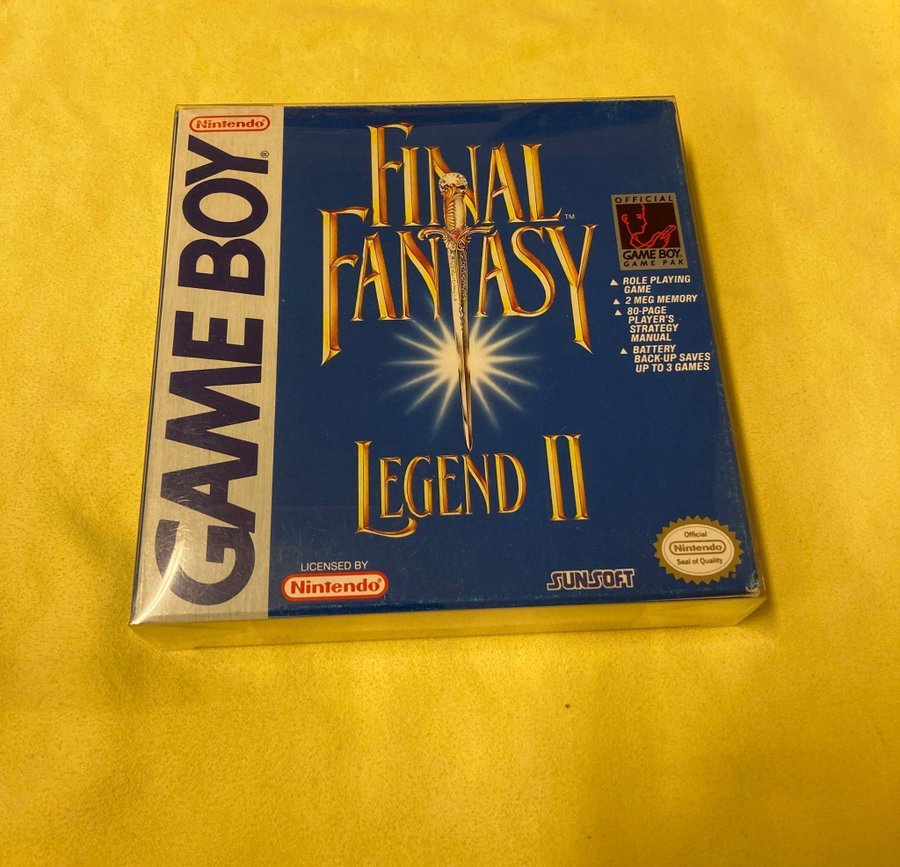 Nintendo®
GAME BOY®
FINAL
FANTASY™
LEGEND II
OFFICIAL
GAME BOY
GAME PAK
ROLE PLAYING
GAME
2 MEG MEMORY
80-PAGE
PLAYER'S
STRATEGY
MANUAL
BATTERY
BACK-UP SAVES
UP TO 3 GAMES
LICENSED BY
Nintendo®
SUNSOFT
Official
Nintendo
Seal of Quality